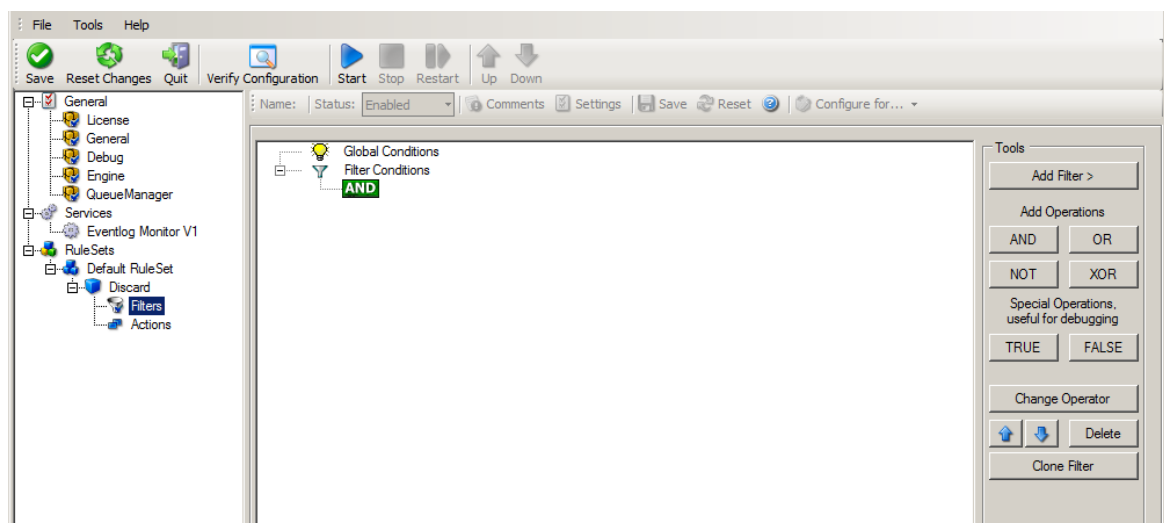 File Tools Help
Save Reset Changes Quit Verify Configuration Start Stop Restart Up Down
Name: Status: Enabled Comments Settings Save Reset Configure for...
General
License
General
Debug
Engine
QueueManager
Services
Eventlog Monitor V1
RuleSets
Default RuleSet
Discard
Filters
Actions
Global Conditions
Filter Conditions
AND
Tools
Add Filter >
Add Operations
AND OR
NOT XOR
Special Operations,
useful for debugging
TRUE FALSE
Change Operator
Delete
Clone Filter